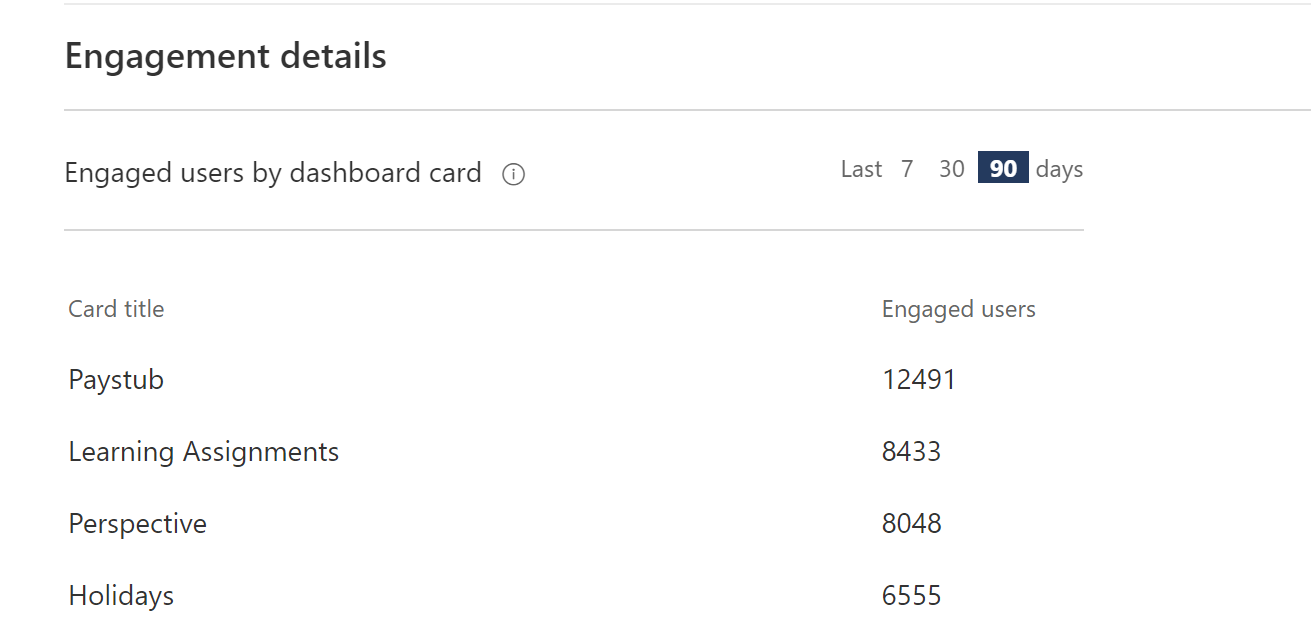 Engagement details
Engaged users by dashboard card
Last 7 30 90 days
Card title Engaged users
Paystub 12491
Learning Assignments 8433
Perspective 8048
Holidays 6555